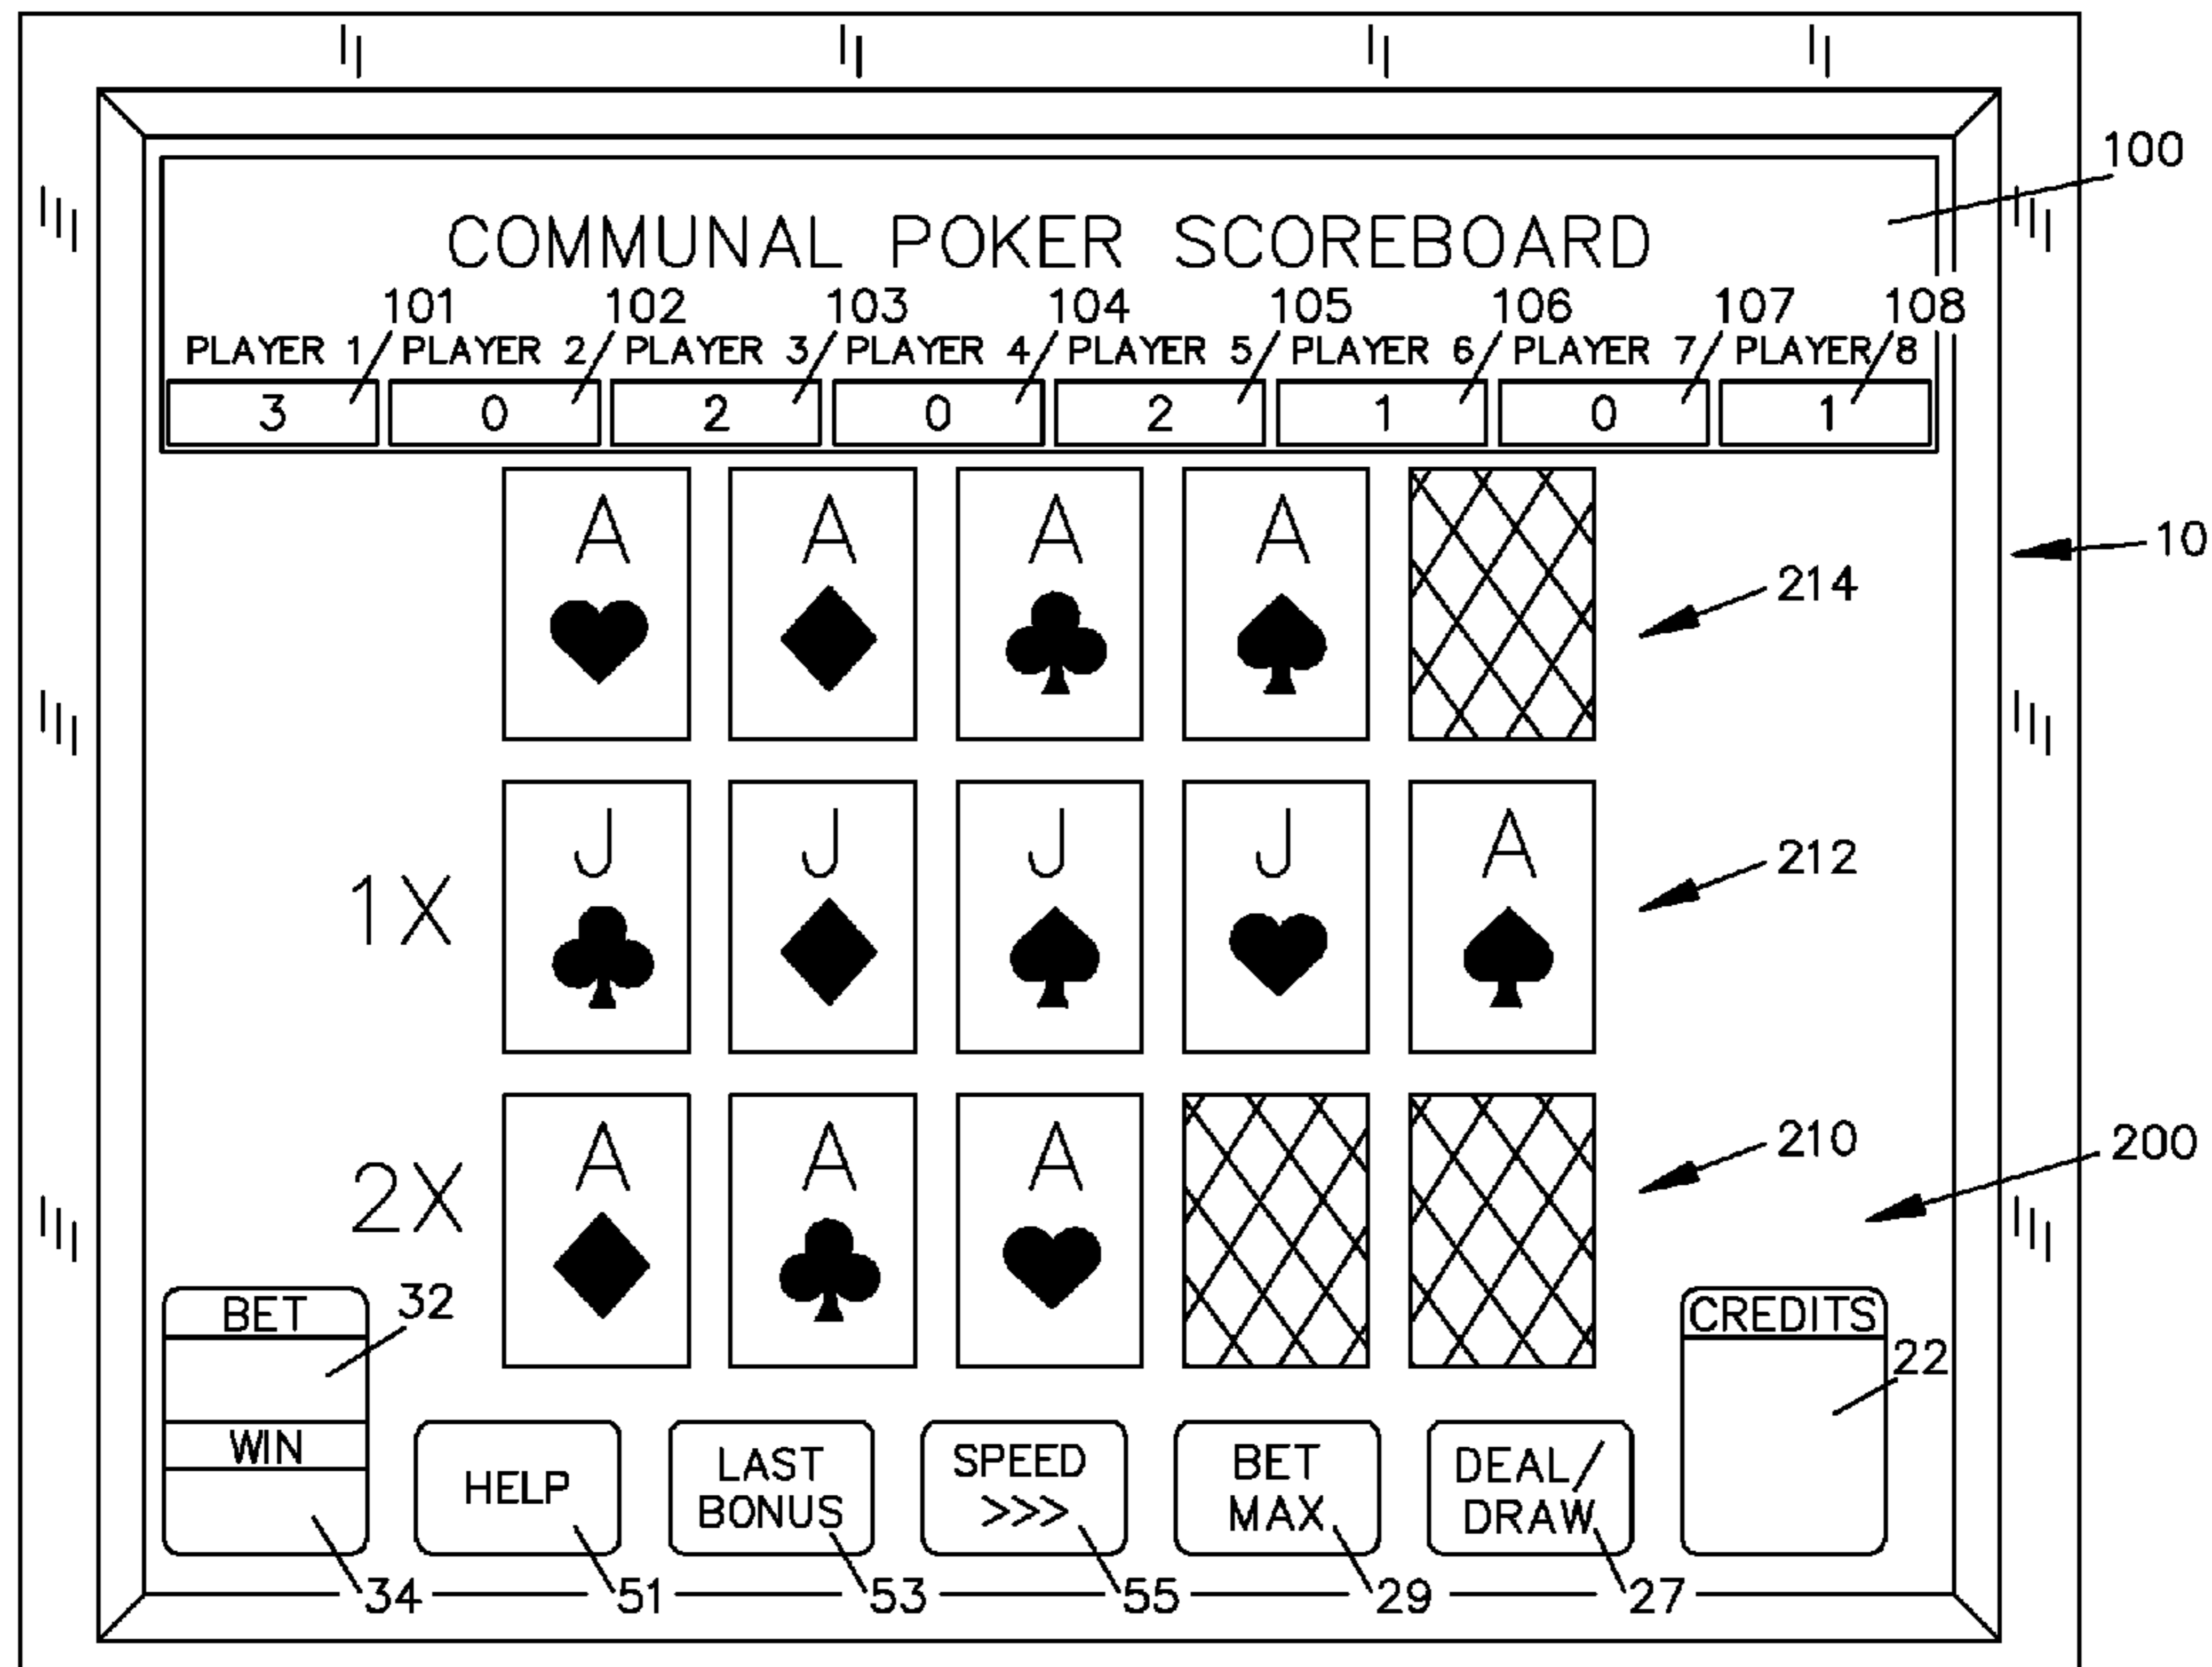 100
COMMUNAL POKER SCOREBOARD
101 102 103 104 105 106 107 108
PLAYER 1 PLAYER 2 PLAYER 3 PLAYER 4 PLAYER 5 PLAYER 6 PLAYER 7 PLAYER 8
3 0 2 0 2 1 0 1
A A A A
10
214
J J J J A
1X
212
A A A
2X
210
200
BET
32
CREDITS
22
WIN
HELP
LAST
BONUS
SPEED
>>>
BET
MAX
DEAL/
DRAW
34 51 53 55 29 27